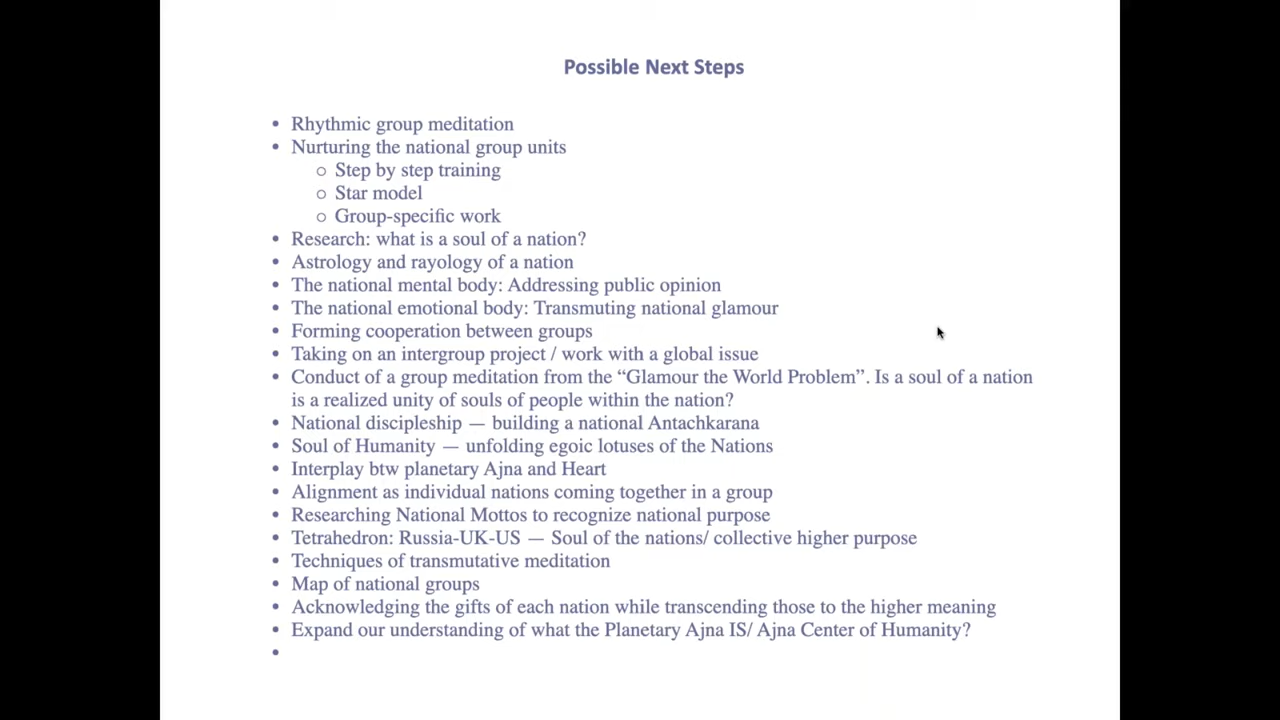 Possible Next Steps
• Rhythmic group meditation
• Nurturing the national group units
○ Step by step training
○ Star model
○ Group-specific work
• Research: what is a soul of a nation?
• Astrology and rayology of a nation
• The national mental body: Addressing public opinion
• The national emotional body: Transmuting national glamour
• Forming cooperation between groups
• Taking on an intergroup project / work with a global issue
• Conduct of a group meditation from the “Glamour the World Problem”. Is a soul of a nation
is a realized unity of souls of people within the nation?
• National discipleship — building a national Antachkarana
• Soul of Humanity — unfolding egoic lotuses of the Nations
• Interplay btw planetary Ajna and Heart
• Alignment as individual nations coming together in a group
• Researching National Mottos to recognize national purpose
• Tetrahedron: Russia-UK-US — Soul of the nations/ collective higher purpose
• Techniques of transmutative meditation
• Map of national groups
• Acknowledging the gifts of each nation while transcending those to the higher meaning
• Expand our understanding of what the Planetary Ajna IS/ Ajna Center of Humanity?
•